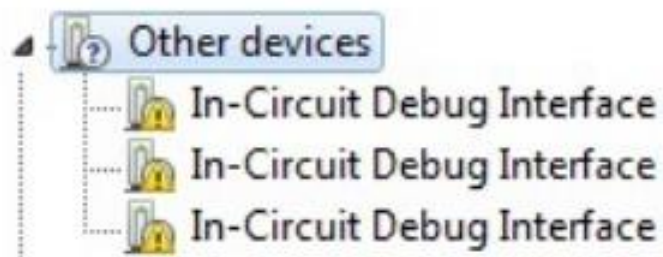 Other devices
In-Circuit Debug Interface
In-Circuit Debug Interface
In-Circuit Debug Interface